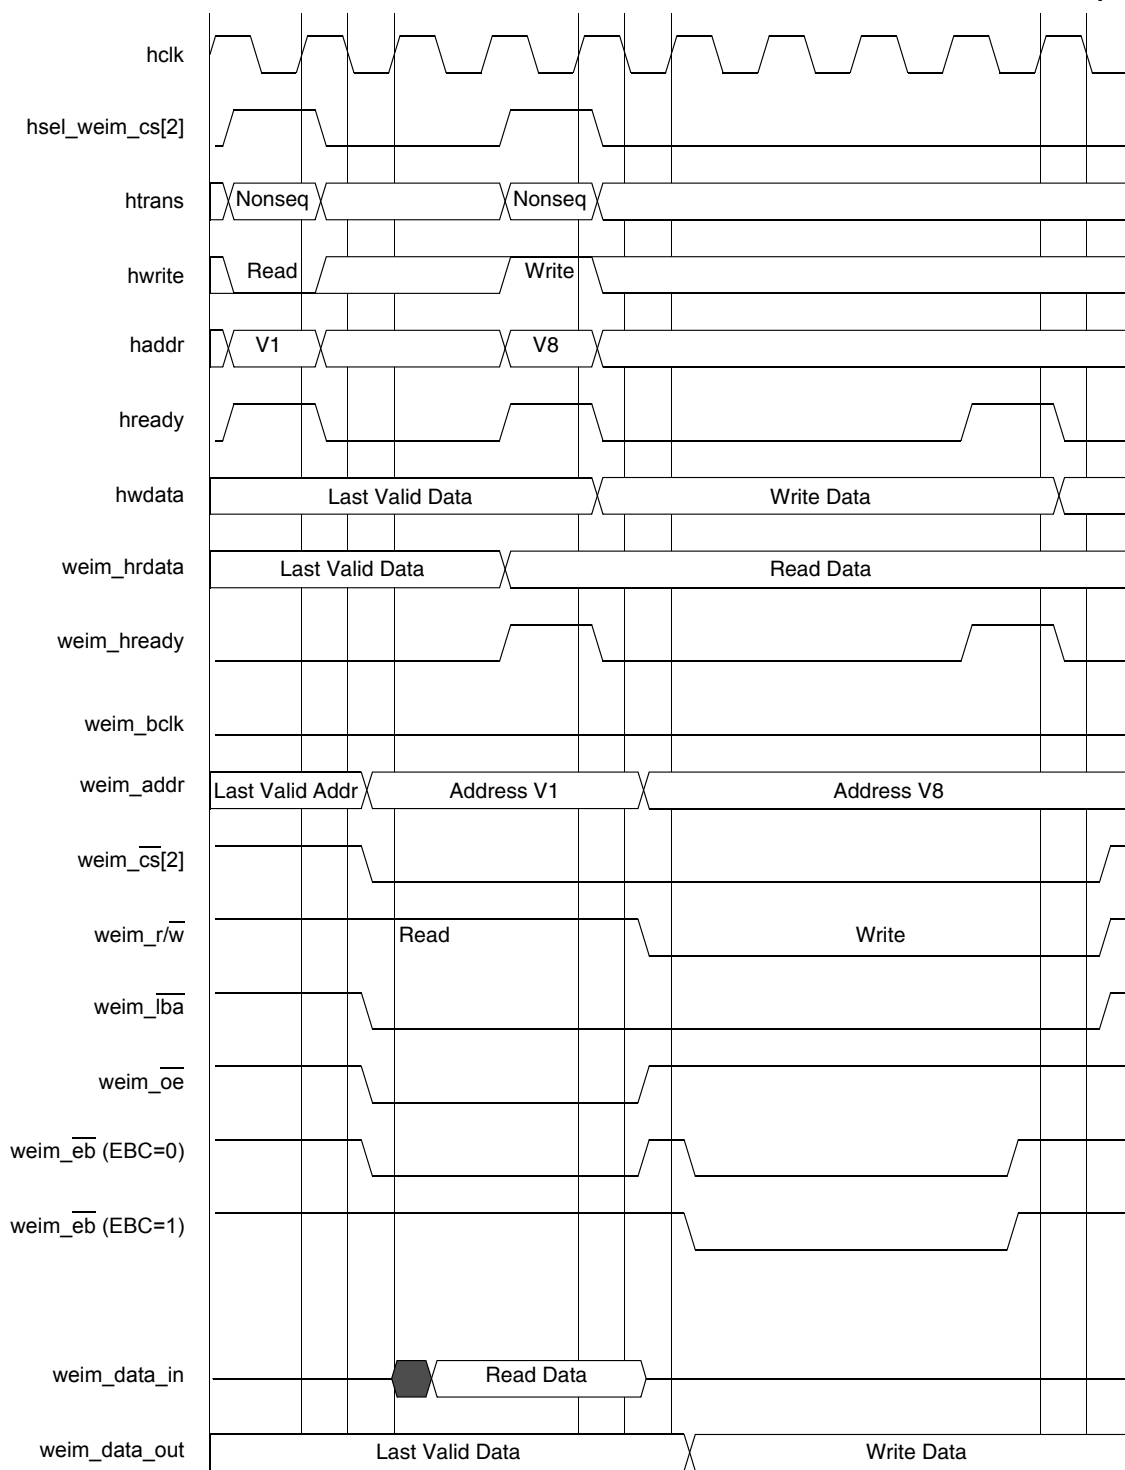 hclk
hsel_weim_cs[2]
htrans Nonseq Nonseq
hwrite Read Write
haddr V1 V8
hready
hwdata Last Valid Data Write Data
weim_hrdata Last Valid Data Read Data
weim_hready
weim_bclk
weim_addr Last Valid Addr Address V1 Address V8
weim_cs[2]
weim_r/w Read Write
weim_lba
weim_oe
weim_eb (EBC=0)
weim_eb (EBC=1)
weim_data_in Read Data
weim_data_out Last Valid Data Write Data